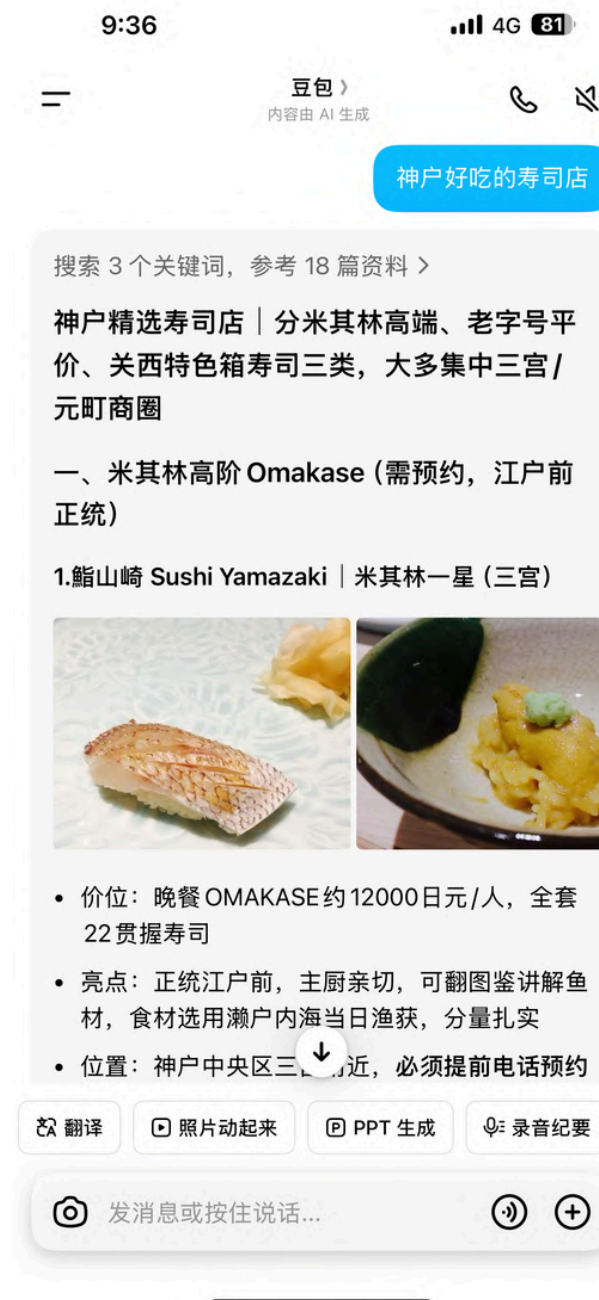 9:36
4G 81
豆包 》
内容由 AI 生成
神户好吃的寿司店
搜索 3 个关键词，参考 18 篇资料 >
神户精选寿司店｜分米其林高端、老字号平
价、关西特色箱寿司三类，大多集中三宫/
元町商圈
一、米其林高阶 Omakase（需预约，江户前
正统）
1.鮨山崎 Sushi Yamazaki｜米其林一星（三宫）
• 价位：晚餐 OMAKASE 约 12000日元/人，全套
22 贯握寿司
• 亮点：正统江户前，主厨亲切，可翻图鉴讲解鱼
材，食材选用濑户内海当日渔获，分量扎实
• 位置：神户中央区三近，必须提前电话预约
翻译
照片动起来
PPT 生成
录音纪要
发消息或按住说话...